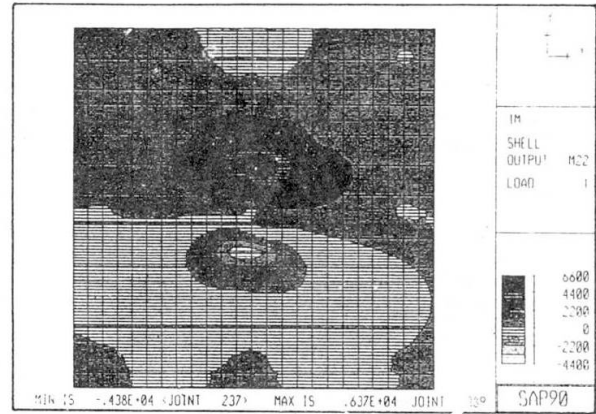 TM
SHELL
OUTPUT M22
LOAD 1
6600
4400
2200
0
-2200
-4400
MIN IS -.438E+04 <JOINT 237> MAX IS .637E+04 JOINT
SAP90